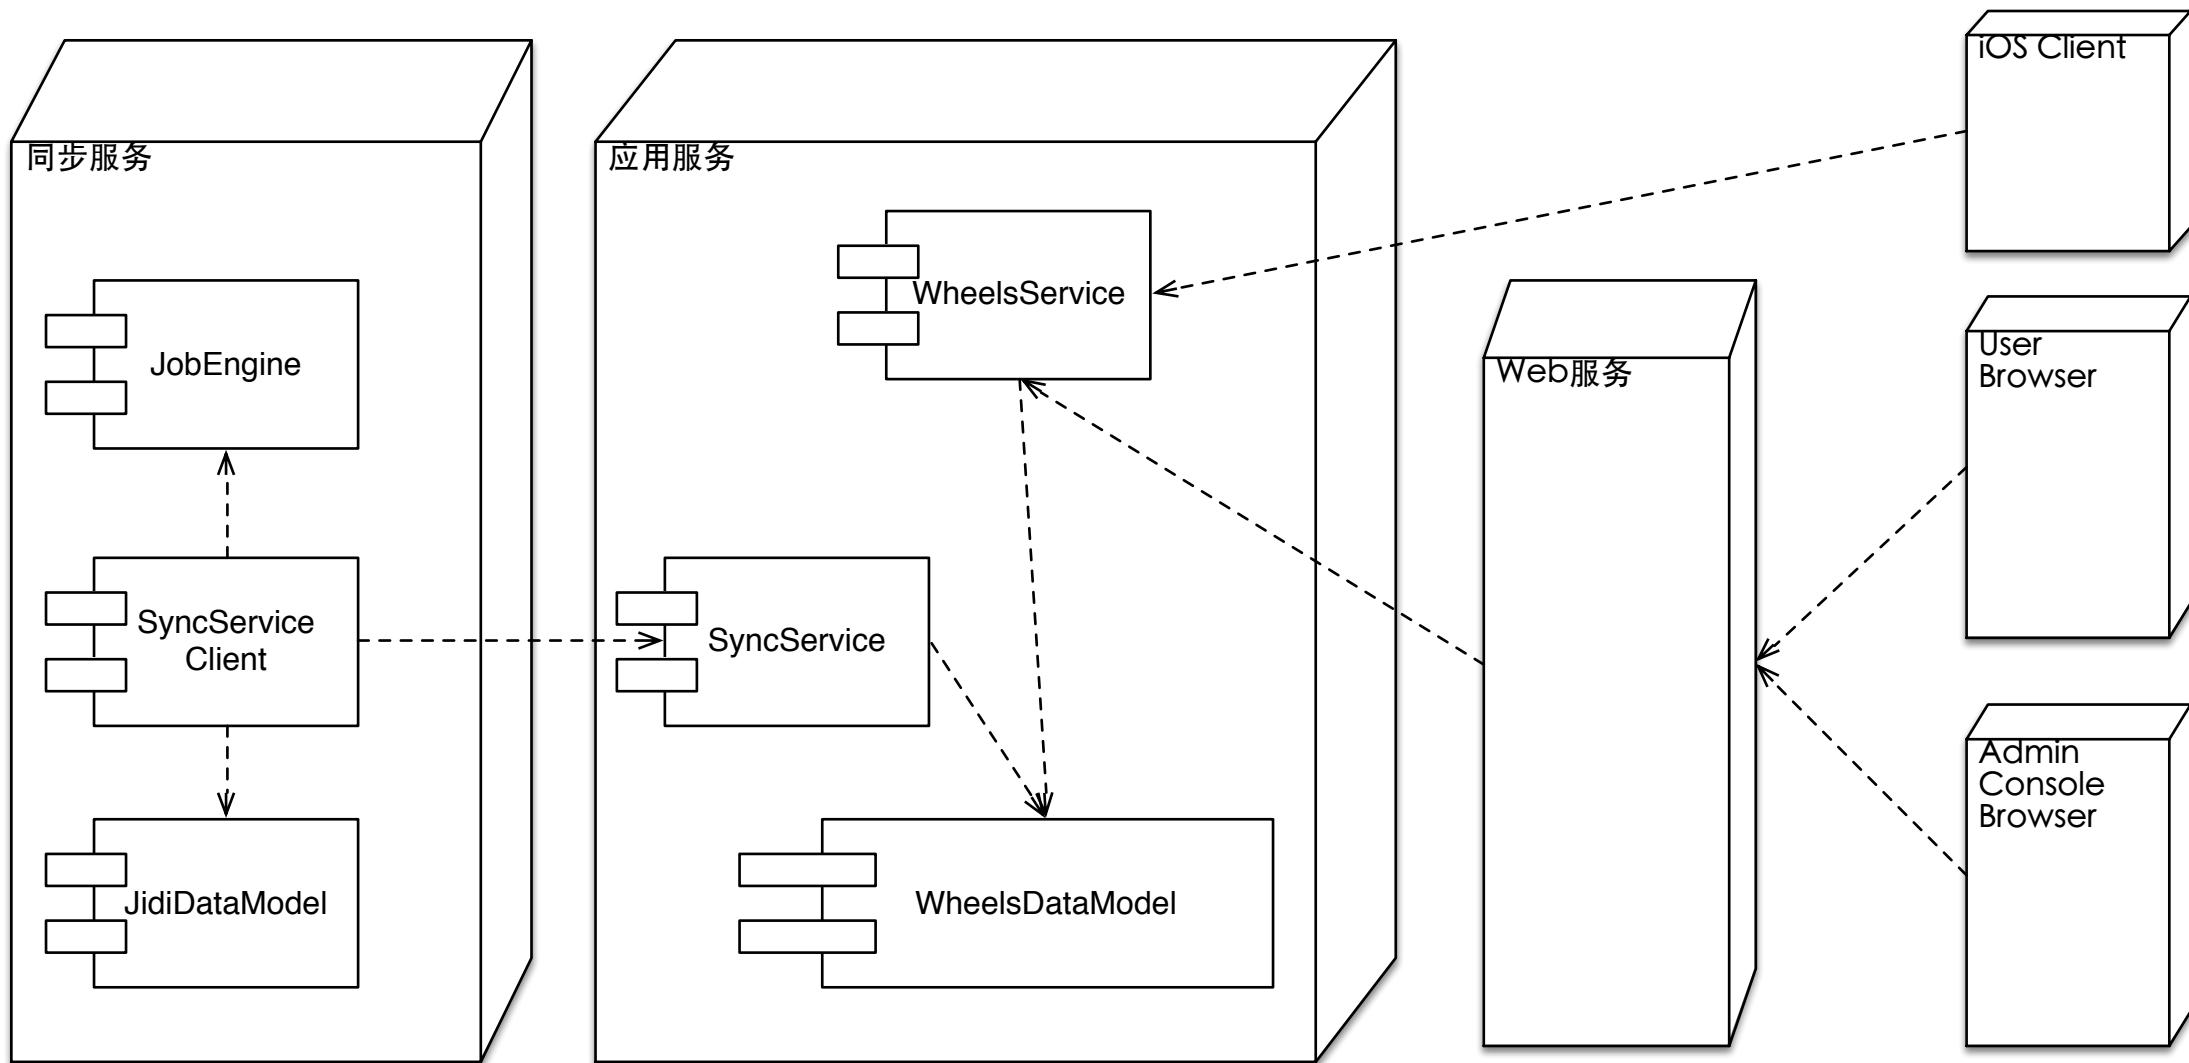 同步服务
JobEngine
SyncService
Client
JidiDataModel
应用服务
WheelsService
SyncService
WheelsDataModel
Web服务
iOS Client
User
Browser
Admin
Console
Browser